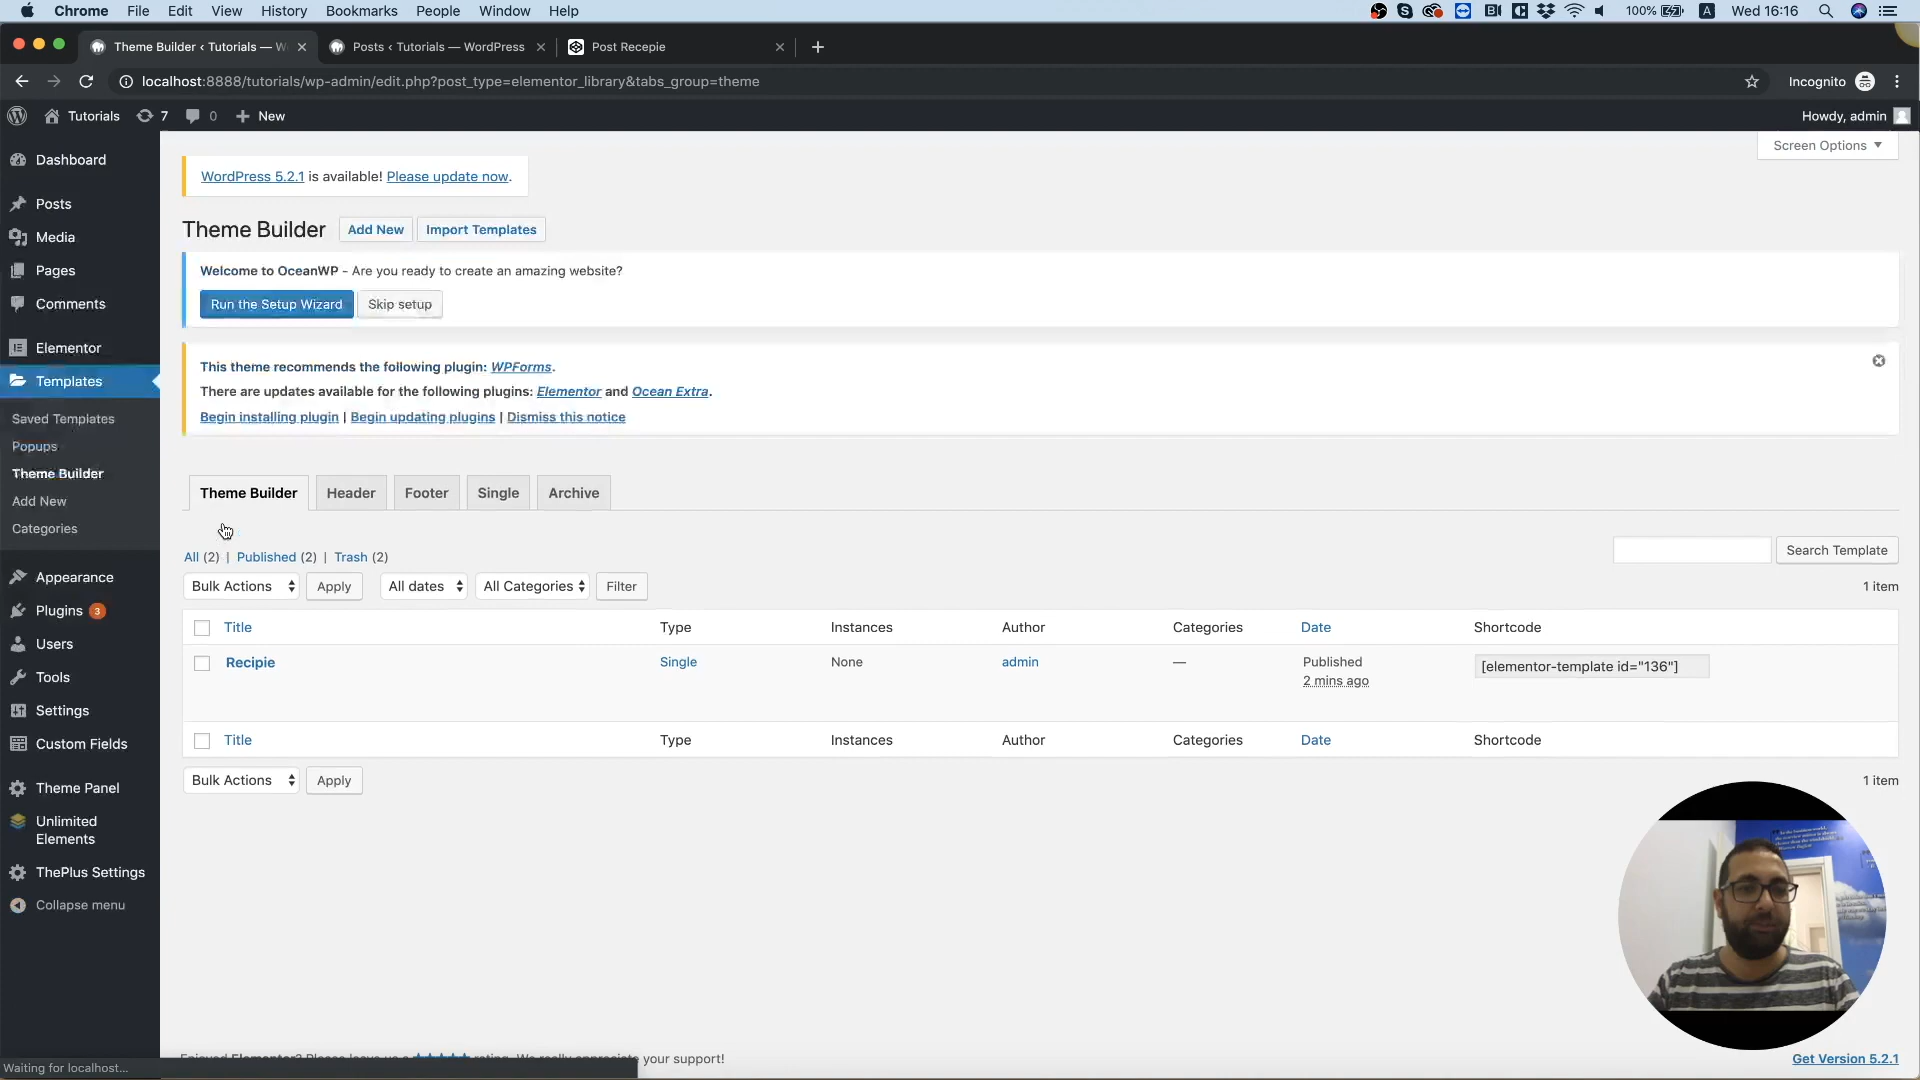 Chrome File Edit View History Bookmarks People Window Help
100% A Wed 16:16
Theme Builder ‹ Tutorials — W
Posts ‹ Tutorials — WordPress
Post Recepie
localhost:8888/tutorials/wp-admin/edit.php?post_type=elementor_library&tabs_group=theme
Incognito
Tutorials 7 0 New
Howdy, admin
Screen Options
Dashboard
Posts
Media
Pages
Comments
Elementor
Templates
Saved Templates
Popups
Theme Builder
Add New
Categories
Appearance
Plugins 3
Users
Tools
Settings
Custom Fields
Theme Panel
Unlimited
Elements
ThePlus Settings
Collapse menu
WordPress 5.2.1 is available! Please update now.
Theme Builder Add New Import Templates
Welcome to OceanWP - Are you ready to create an amazing website?
Run the Setup Wizard Skip setup
This theme recommends the following plugin: WPForms.
There are updates available for the following plugins: Elementor and Ocean Extra.
Begin installing plugin | Begin updating plugins | Dismiss this notice
Theme Builder Header Footer Single Archive
All (2) | Published (2) | Trash (2)
Search Template
Bulk Actions Apply All dates All Categories Filter
1 item
Title Type Instances Author Categories Date Shortcode
Recipie Single None admin — Published [elementor-template id="136"]
2 mins ago
Title Type Instances Author Categories Date Shortcode
Bulk Actions Apply
1 item
Enjoyed Elementor? Please leave us a ★★★★★ rating. We really appreciate your support!
Get Version 5.2.1
Waiting for localhost...